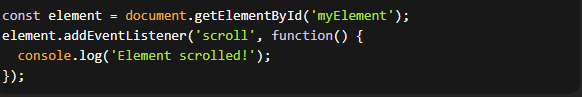 const element = document.getElementById('myElement');
element.addEventListener('scroll', function() {
  console.log('Element scrolled!');
});